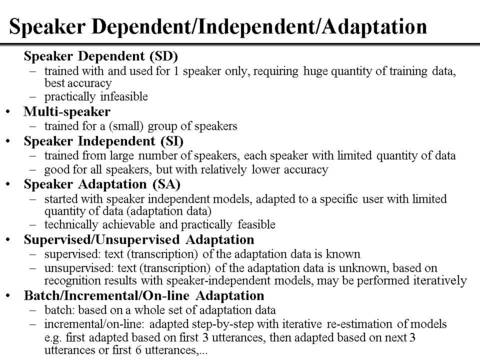 Speaker Dependent/Independent/Adaptation
Speaker Dependent (SD)
– trained with and used for 1 speaker only, requiring huge quantity of training data,
best accuracy
– practically infeasible
• Multi-speaker
– trained for a (small) group of speakers
• Speaker Independent (SI)
– trained from large number of speakers, each speaker with limited quantity of data
– good for all speakers, but with relatively lower accuracy
• Speaker Adaptation (SA)
– started with speaker independent models, adapted to a specific user with limited
quantity of data (adaptation data)
– technically achievable and practically feasible
• Supervised/Unsupervised Adaptation
– supervised: text (transcription) of the adaptation data is known
– unsupervised: text (transcription) of the adaptation data is unknown, based on
recognition results with speaker-independent models, may be performed iteratively
• Batch/Incremental/On-line Adaptation
– batch: based on a whole set of adaptation data
– incremental/on-line: adapted step-by-step with iterative re-estimation of models
e.g. first adapted based on first 3 utterances, then adapted based on next 3
utterances or first 6 utterances,...